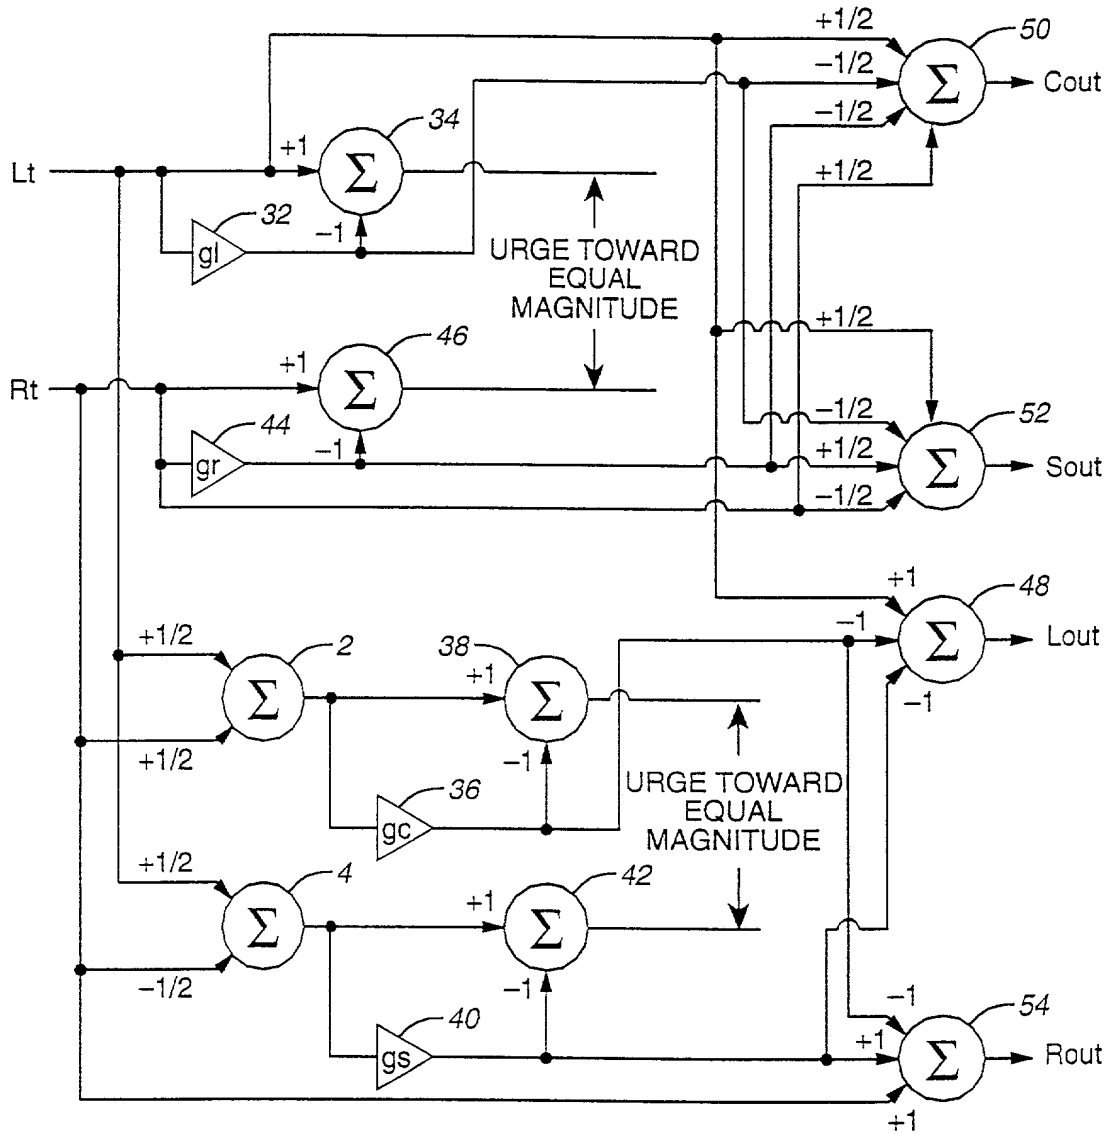 +1/2 50
−1/2 Cout
34
−1/2
+1
Lt Σ Σ
+1/2
32
−1
gl
URGE TOWARD
EQUAL
MAGNITUDE
+1/2
46
+1
Rt Σ
44 −1/2 52
−1
gr +1/2 Σ Sout
−1/2
+1 48
+1/2 2 38 −1 Σ Lout
+1
Σ Σ −1
+1/2 −1
36 URGE TOWARD
gc EQUAL
MAGNITUDE
+1/2 4 42
+1
Σ Σ
−1/2 −1
−1 54
40
+1
gs Σ Rout
+1